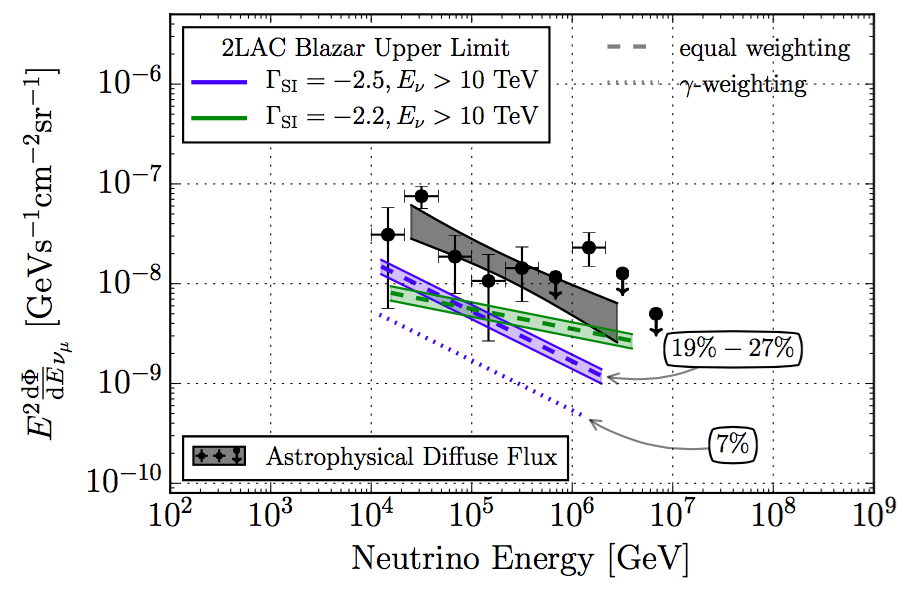 2LAC Blazar Upper Limit
Γ_SI = −2.5, E_ν > 10 TeV
Γ_SI = −2.2, E_ν > 10 TeV
equal weighting
γ-weighting
10^−6
10^−7
10^−8
10^−9
10^−10
E^2 dΦ/dE_ν_μ [GeVs^−1cm^−2sr^−1]
19% − 27%
7%
Astrophysical Diffuse Flux
10^2 10^3 10^4 10^5 10^6 10^7 10^8 10^9
Neutrino Energy [GeV]